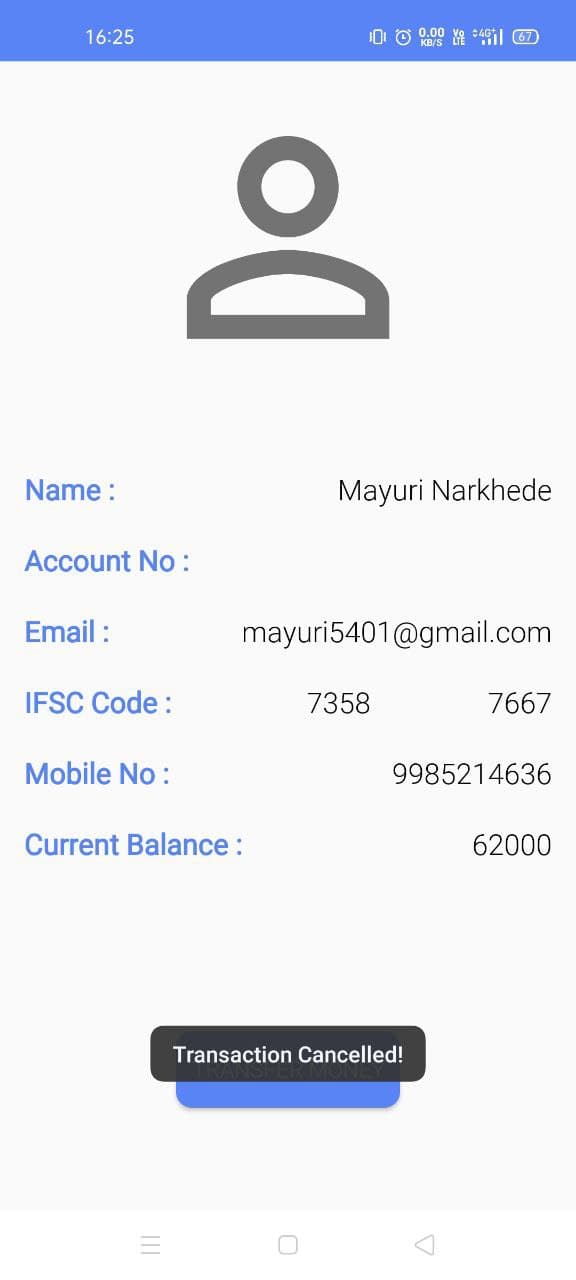 16:25 0.00 KB/S Vo LTE 4G+ 67
Name : Mayuri Narkhede
Account No :
Email : mayuri5401@gmail.com
IFSC Code : 7358 7667
Mobile No : 9985214636
Current Balance : 62000
Transaction Cancelled!
TRANSFER MONEY